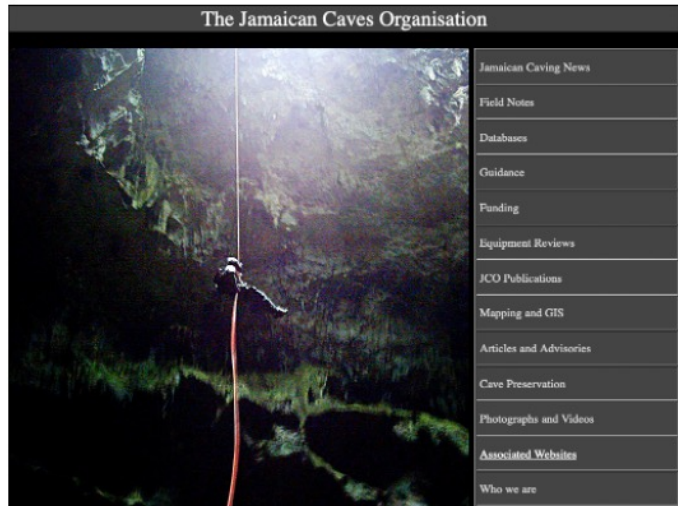 The Jamaican Caves Organisation
Jamaican Caving News
Field Notes
Databases
Guidance
Funding
Equipment Reviews
JCO Publications
Mapping and GIS
Articles and Advisories
Cave Preservation
Photographs and Videos
Associated Websites
Who we are